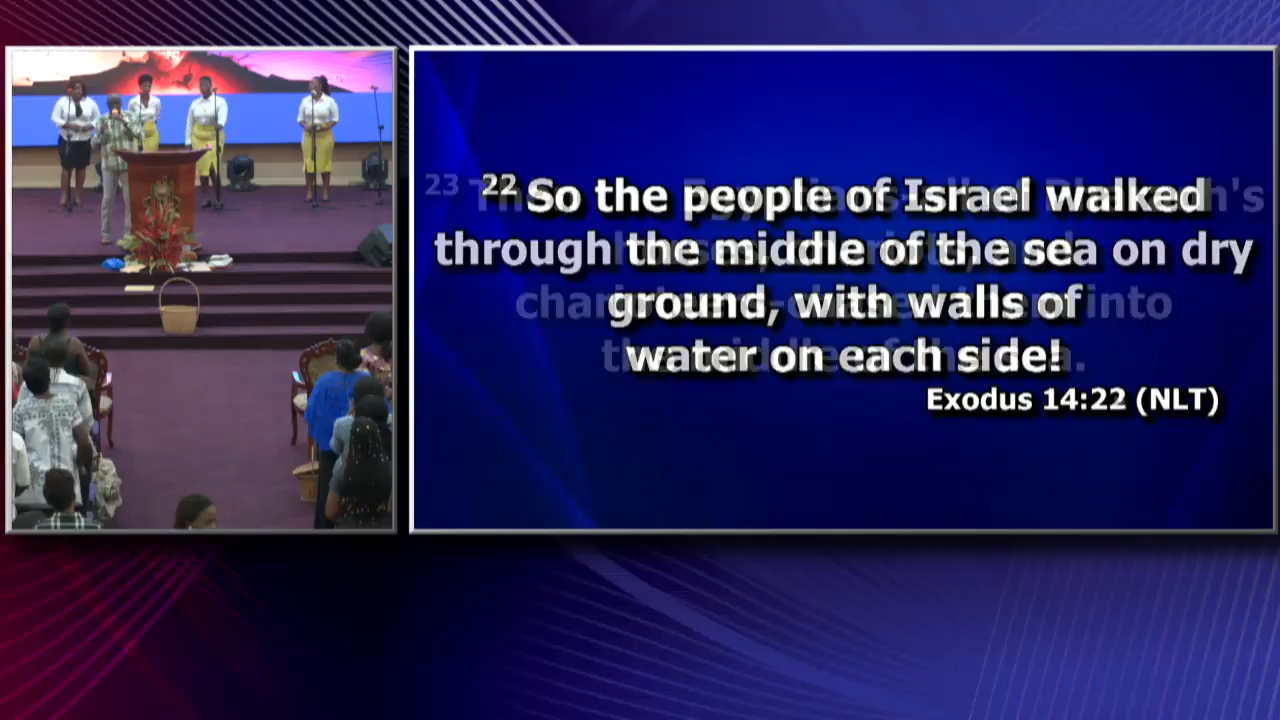 22 So the people of Israel walked
through the middle of the sea on dry
ground, with walls of
water on each side!
Exodus 14:22 (NLT)